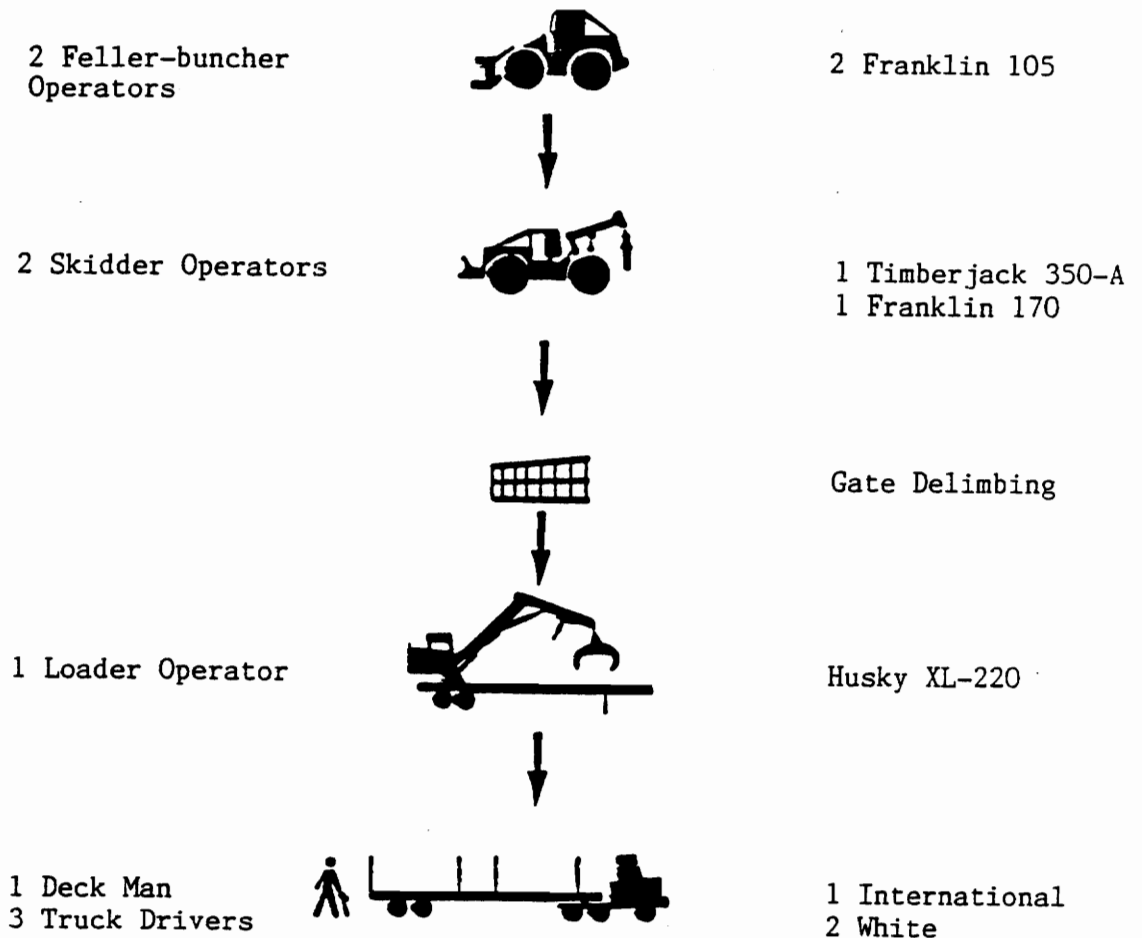 2 Feller-buncher
Operators
2 Franklin 105
2 Skidder Operators
1 Timberjack 350-A
1 Franklin 170
Gate Delimbing
1 Loader Operator
Husky XL-220
1 Deck Man
3 Truck Drivers
1 International
2 White